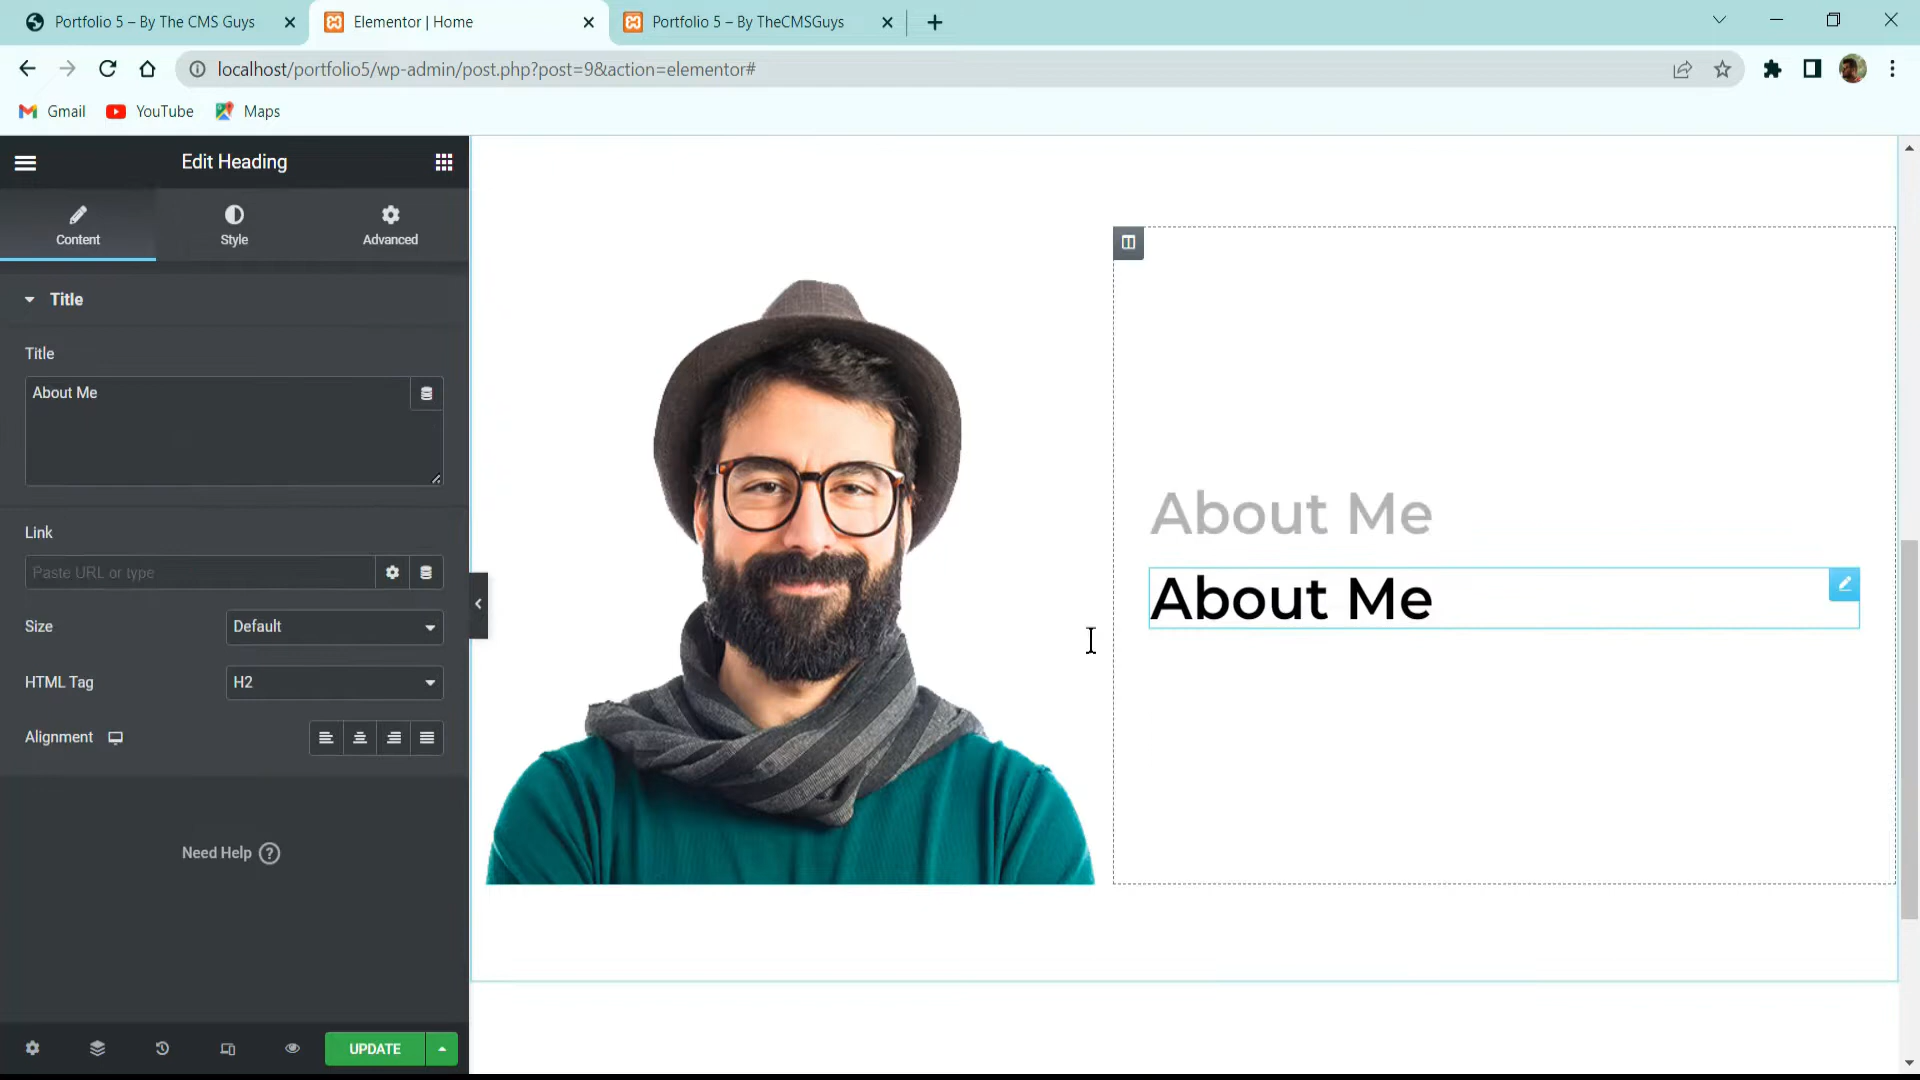 Portfolio 5 – By The CMS Guys
Elementor | Home
Portfolio 5 – By TheCMSGuys
localhost/portfolio5/wp-admin/post.php?post=9&action=elementor#
Gmail
YouTube
Maps
Edit Heading
Content
Style
Advanced
Title
Title
About Me
Link
Paste URL or type
Size
Default
HTML Tag
H2
Alignment
Need Help ?
UPDATE
About Me
About Me